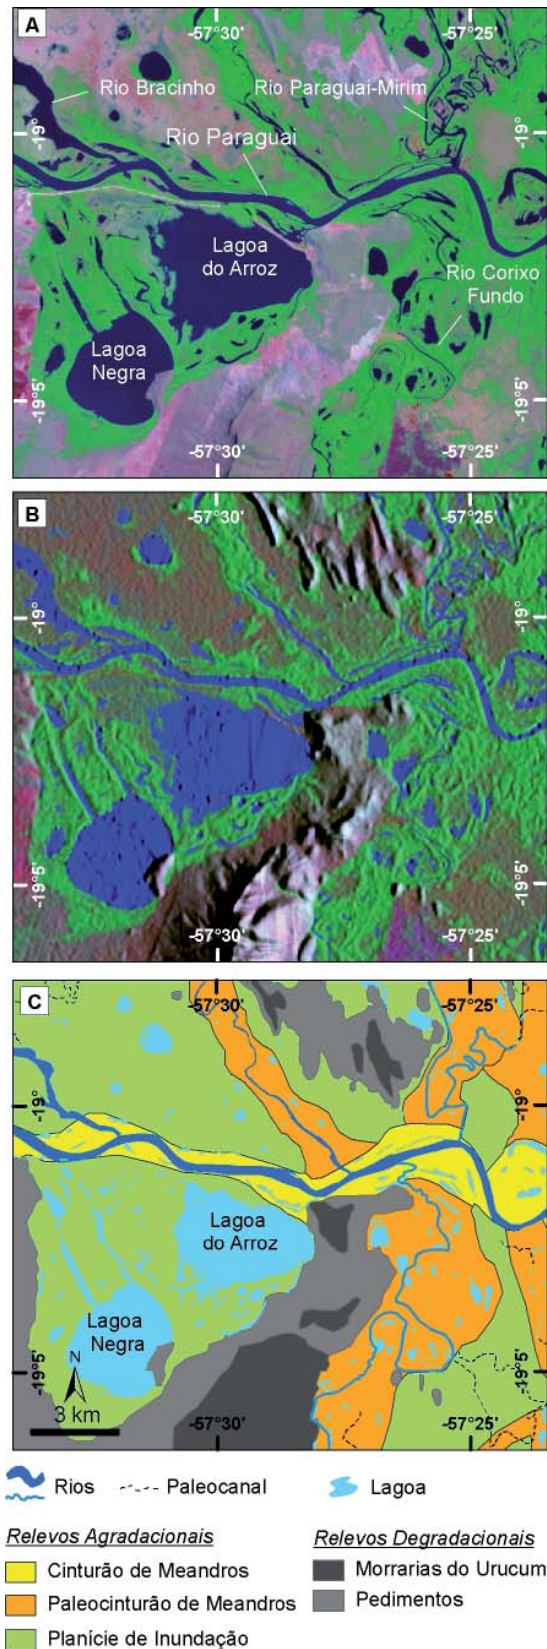 A
-57°30'
-57°25'
Rio Bracinho
Rio Paraguai-Mirim
-19°
-19°
Rio Paraguai
Lagoa
do Arroz
Rio Corixo
Fundo
Lagoa
Negra
-19°5'
-19°5'
-57°30'
-57°25'
B
-57°30'
-57°25'
-19°
-19°
-19°5'
-19°5'
-57°30'
-57°25'
C
-57°30'
-57°25'
-19°
-19°
Lagoa
do Arroz
Lagoa
Negra
N
-19°5'
-19°5'
3 km
-57°30'
-57°25'
Rios
Paleocanal
Lagoa
Relevos Agradacionais
Relevos Degradacionais
Cinturão de Meandros
Morrarias do Urucum
Paleocinturão de Meandros
Pedimentos
Planície de Inundação